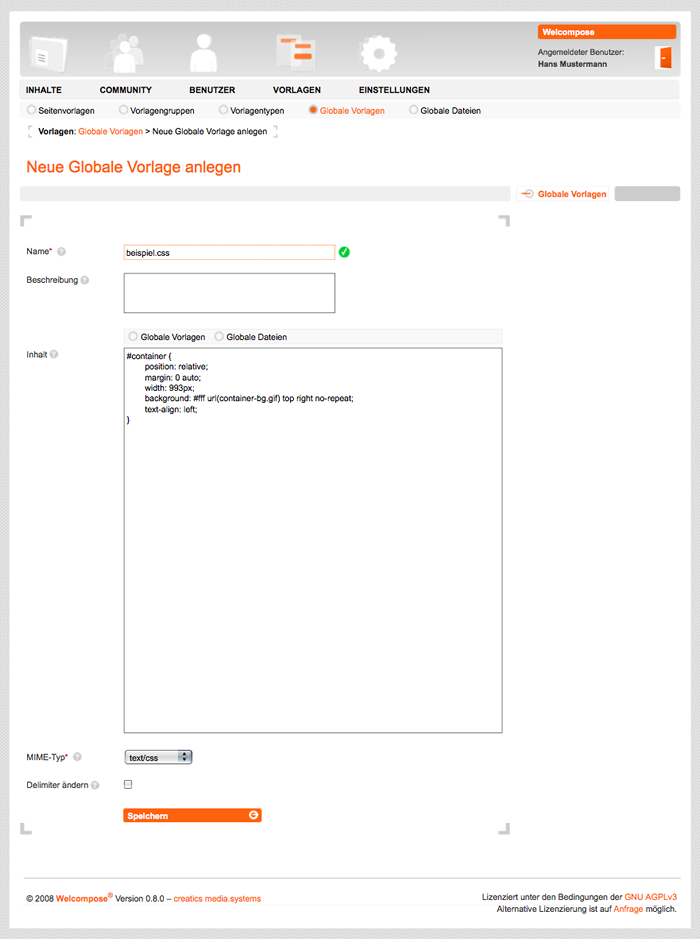 Welcompose
Angemeldeter Benutzer:
Hans Mustermann
INHALTE COMMUNITY BENUTZER VORLAGEN EINSTELLUNGEN
Seitenvorlagen Vorlagengruppen Vorlagentypen Globale Vorlagen Globale Dateien
Vorlagen: Globale Vorlagen > Neue Globale Vorlage anlegen
Neue Globale Vorlage anlegen
Globale Vorlagen
Name* ? beispiel.css
Beschreibung ?
Globale Vorlagen Globale Dateien
Inhalt ?
#container {
position: relative;
margin: 0 auto;
width: 993px;
background: #fff url(container-bg.gif) top right no-repeat;
text-align: left;
}
MIME-Typ* ? text/css
Delimiter ändern ?
Speichern
© 2008 Welcompose® Version 0.8.0 – creatics media.systems
Lizenziert unter den Bedingungen der GNU AGPLv3
Alternative Lizenzierung ist auf Anfrage möglich.